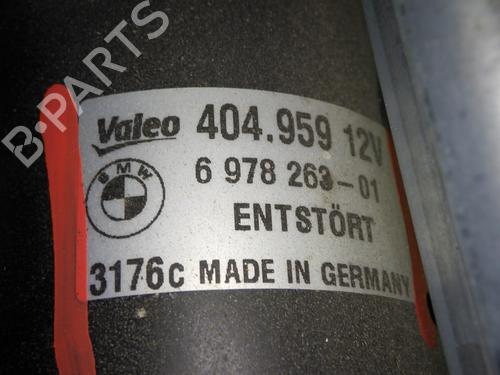 B·PARTS
Valeo 404.959 12V
BMW
6 978 263-01
ENTSTÖRT
3176c MADE IN GERMANY